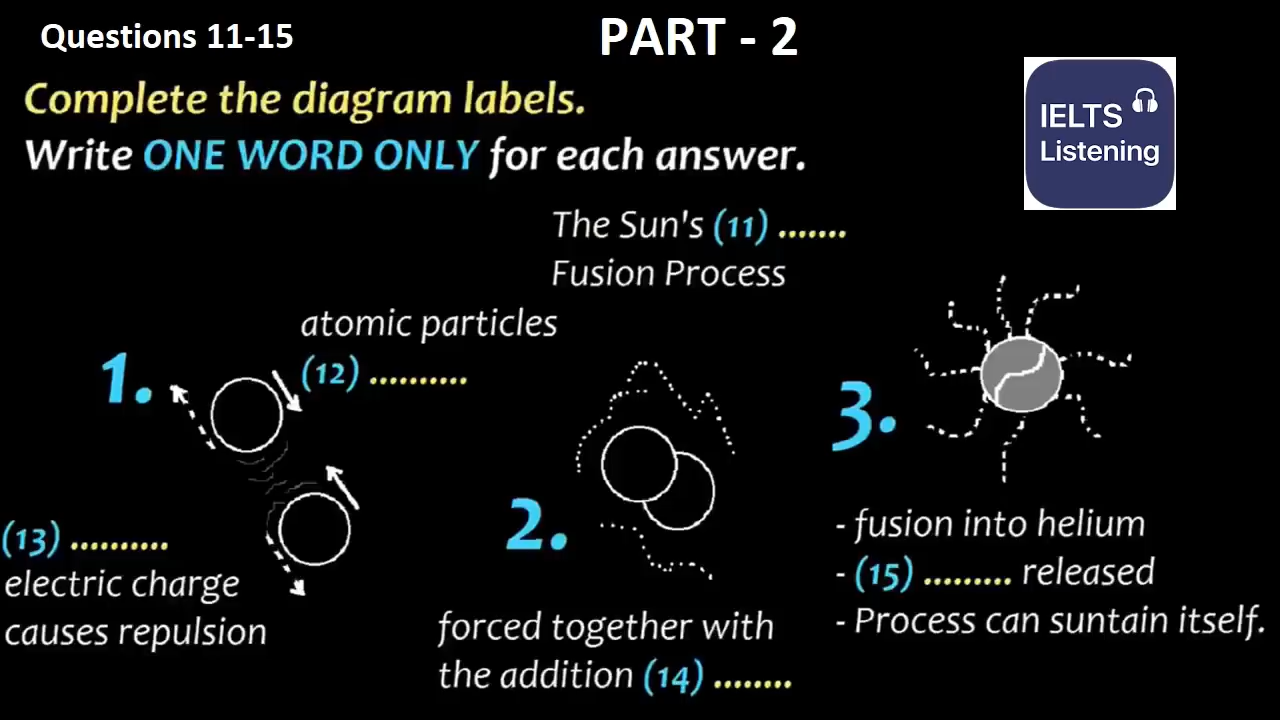 Questions 11-15
PART - 2
IELTS
Listening
Complete the diagram labels.
Write ONE WORD ONLY for each answer.
The Sun's (11) .......
Fusion Process
1.
atomic particles
(12) ..........
(13) ..........
electric charge
causes repulsion
2.
forced together with
the addition (14) ........
3.
- fusion into helium
- (15) ......... released
- Process can suntain itself.